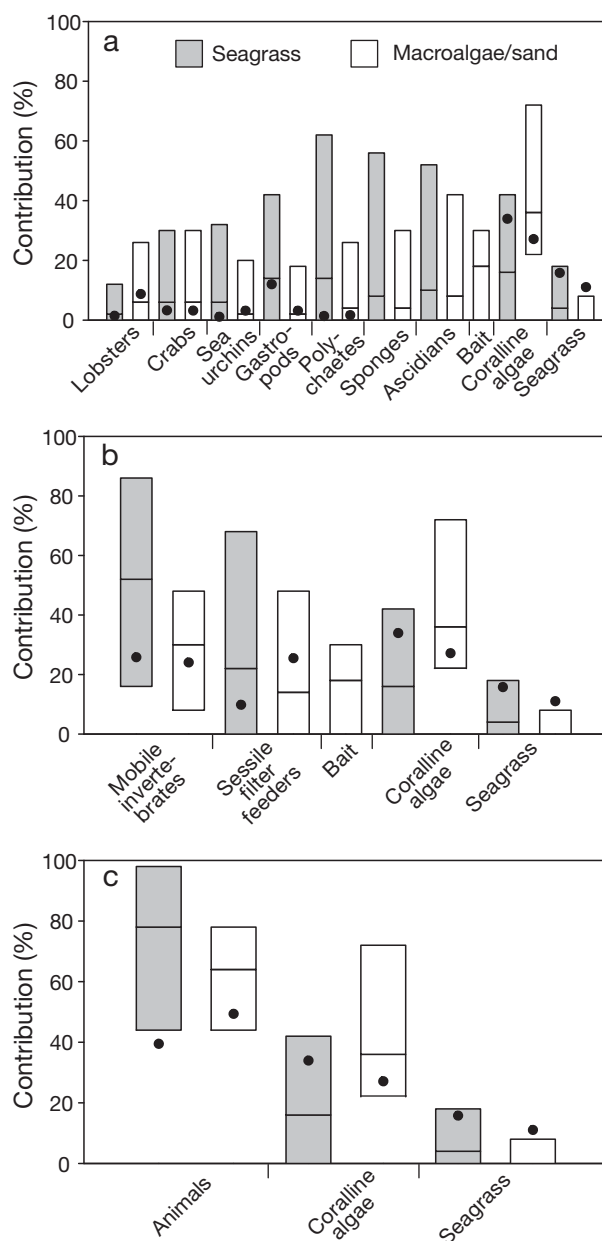 a
Seagrass
Macroalgae/sand
Contribution (%)
100
80
60
40
20
0
Lobsters
Crabs
Sea
urchins
Gastro-
pods
Poly-
chaetes
Sponges
Ascidians
Bait
Coralline
algae
Seagrass
b
Contribution (%)
100
80
60
40
20
0
Mobile
inverte-
brates
Sessile
filter
feeders
Bait
Coralline
algae
Seagrass
c
Contribution (%)
100
80
60
40
20
0
Animals
Coralline
algae
Seagrass